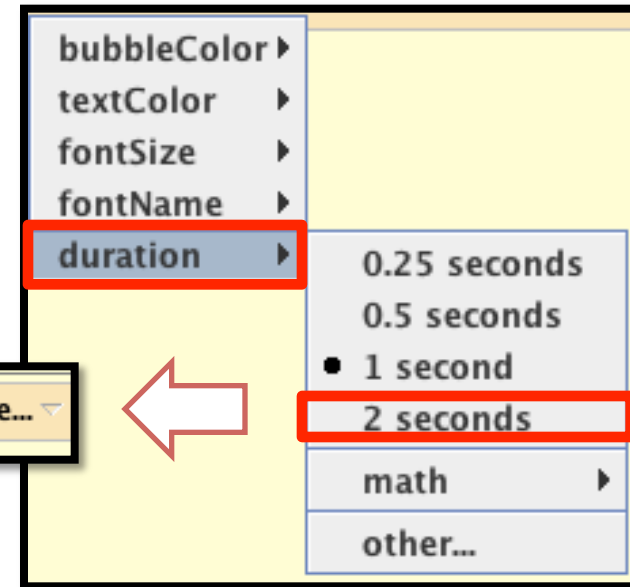 bubbleColor
textColor
fontSize
fontName
duration
0.25 seconds
0.5 seconds
1 second
2 seconds
math
other...
e...